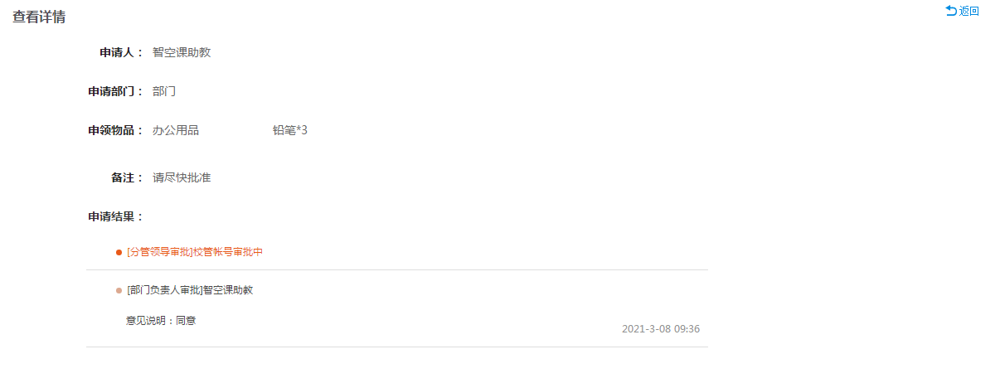 查看详情
返回
申请人： 智空课助教
申请部门： 部门
申领物品： 办公用品 铅笔*3
备注： 请尽快批准
申请结果：
[分管领导审批]校管帐号审批中
[部门负责人审批]智空课助教
意见说明：同意
2021-3-08 09:36